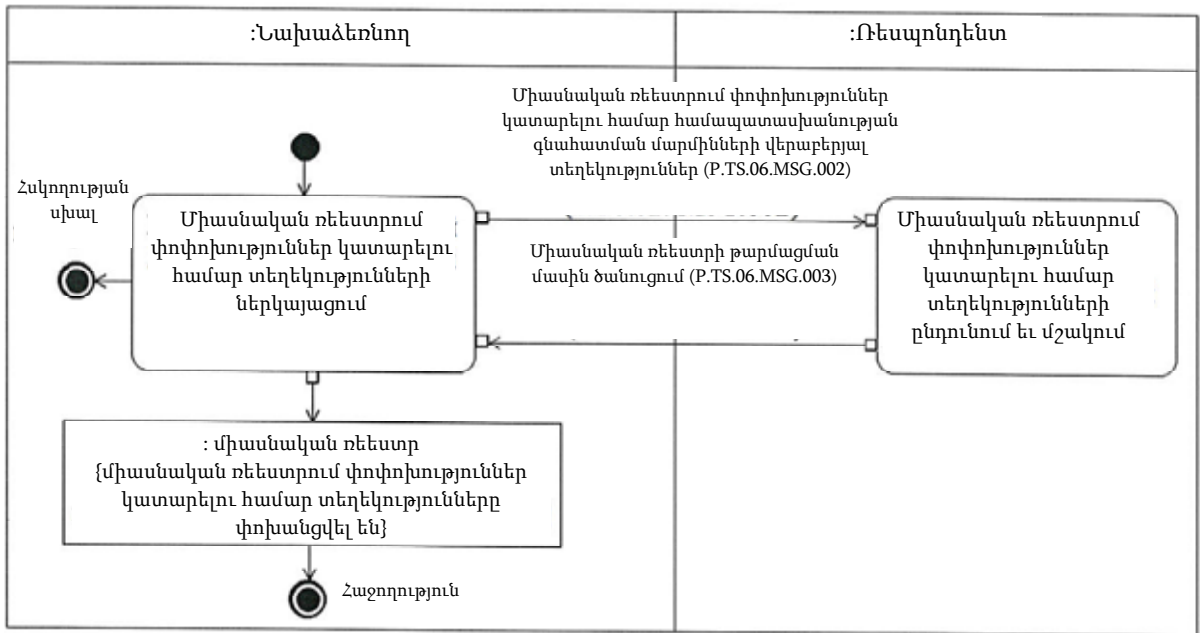 :Նախաձեռնող
:Ռեսպոնդենտ
Միասնական ռեեստրում փոփոխություններ
կատարելու համար համապատասխանության
գնահատման մարմինների վերաբերյալ
տեղեկություններ (P.TS.06.MSG.002)
Հսկողության
սխալ
Միասնական ռեեստրում
փոփոխություններ կատարելու
համար տեղեկությունների
ներկայացում
Միասնական ռեեստրի թարմացման
մասին ծանուցում (P.TS.06.MSG.003)
Միասնական ռեեստրում
փոփոխություններ
կատարելու համար
տեղեկությունների
ընդունում եւ մշակում
: միասնական ռեեստր
{միասնական ռեեստրում փոփոխություններ
կատարելու համար տեղեկությունները
փոխանցվել են}
Հաջողություն